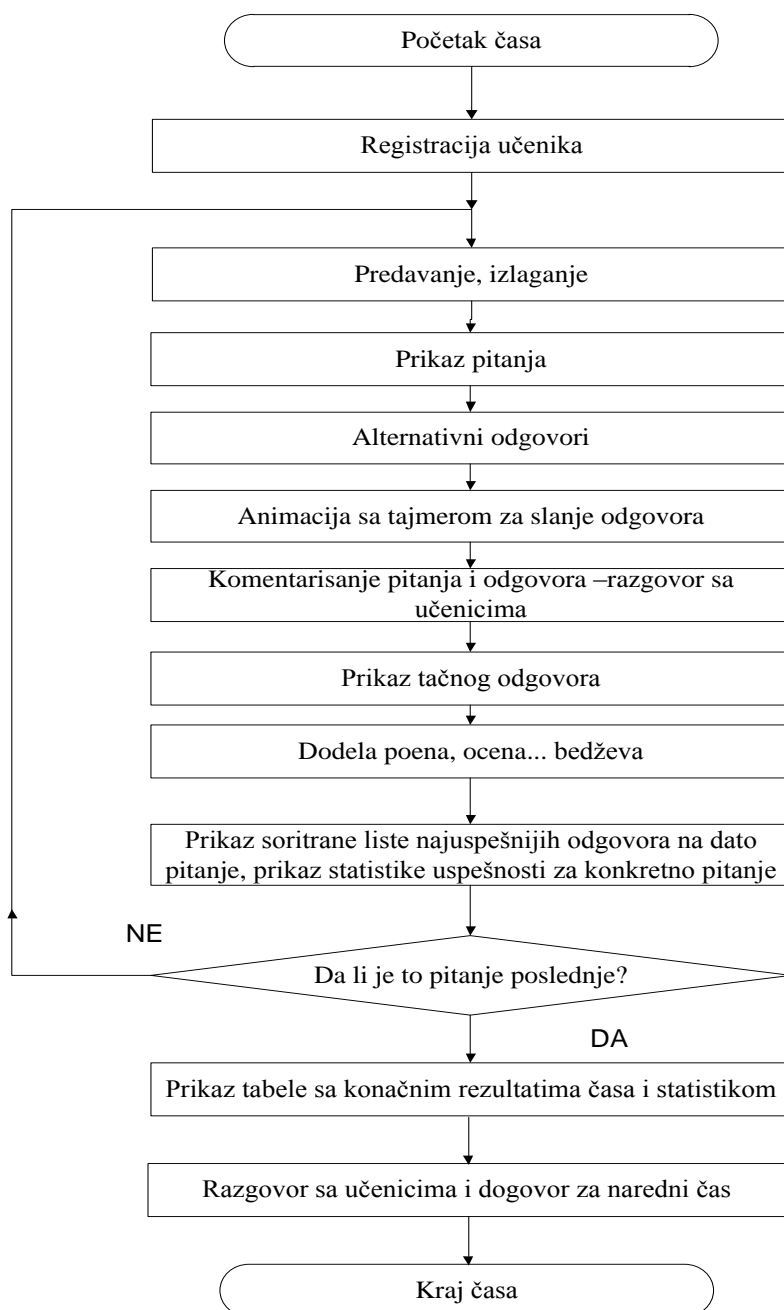 Početak časa
Registracija učenika
Predavanje, izlaganje
Prikaz pitanja
Alternativni odgovori
Animacija sa tajmerom za slanje odgovora
Komentarisanje pitanja i odgovora –razgovor sa
učenicima
Prikaz tačnog odgovora
Dodela poena, ocena... bedževa
Prikaz soritrane liste najuspešnijih odgovora na dato
pitanje, prikaz statistike uspešnosti za konkretno pitanje
NE
Da li je to pitanje poslednje?
DA
Prikaz tabele sa konačnim rezultatima časa i statistikom
Razgovor sa učenicima i dogovor za naredni čas
Kraj časa